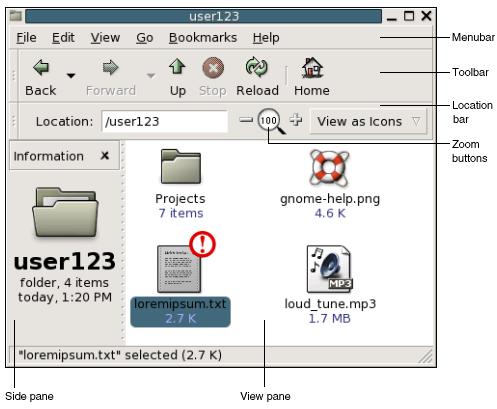 user123
File Edit View Go Bookmarks Help
Menubar
Back Forward Up Stop Reload Home
Toolbar
Location: /user123 100 View as Icons
Location
bar
Zoom
buttons
Information x
user123
folder, 4 items
today, 1:20 PM
Projects
7 items
gnome-help.png
4.6 K
loremipsum.txt
2.7 K
MP3
loud_tune.mp3
1.7 MB
"loremipsum.txt" selected (2.7 K)
Side pane
View pane